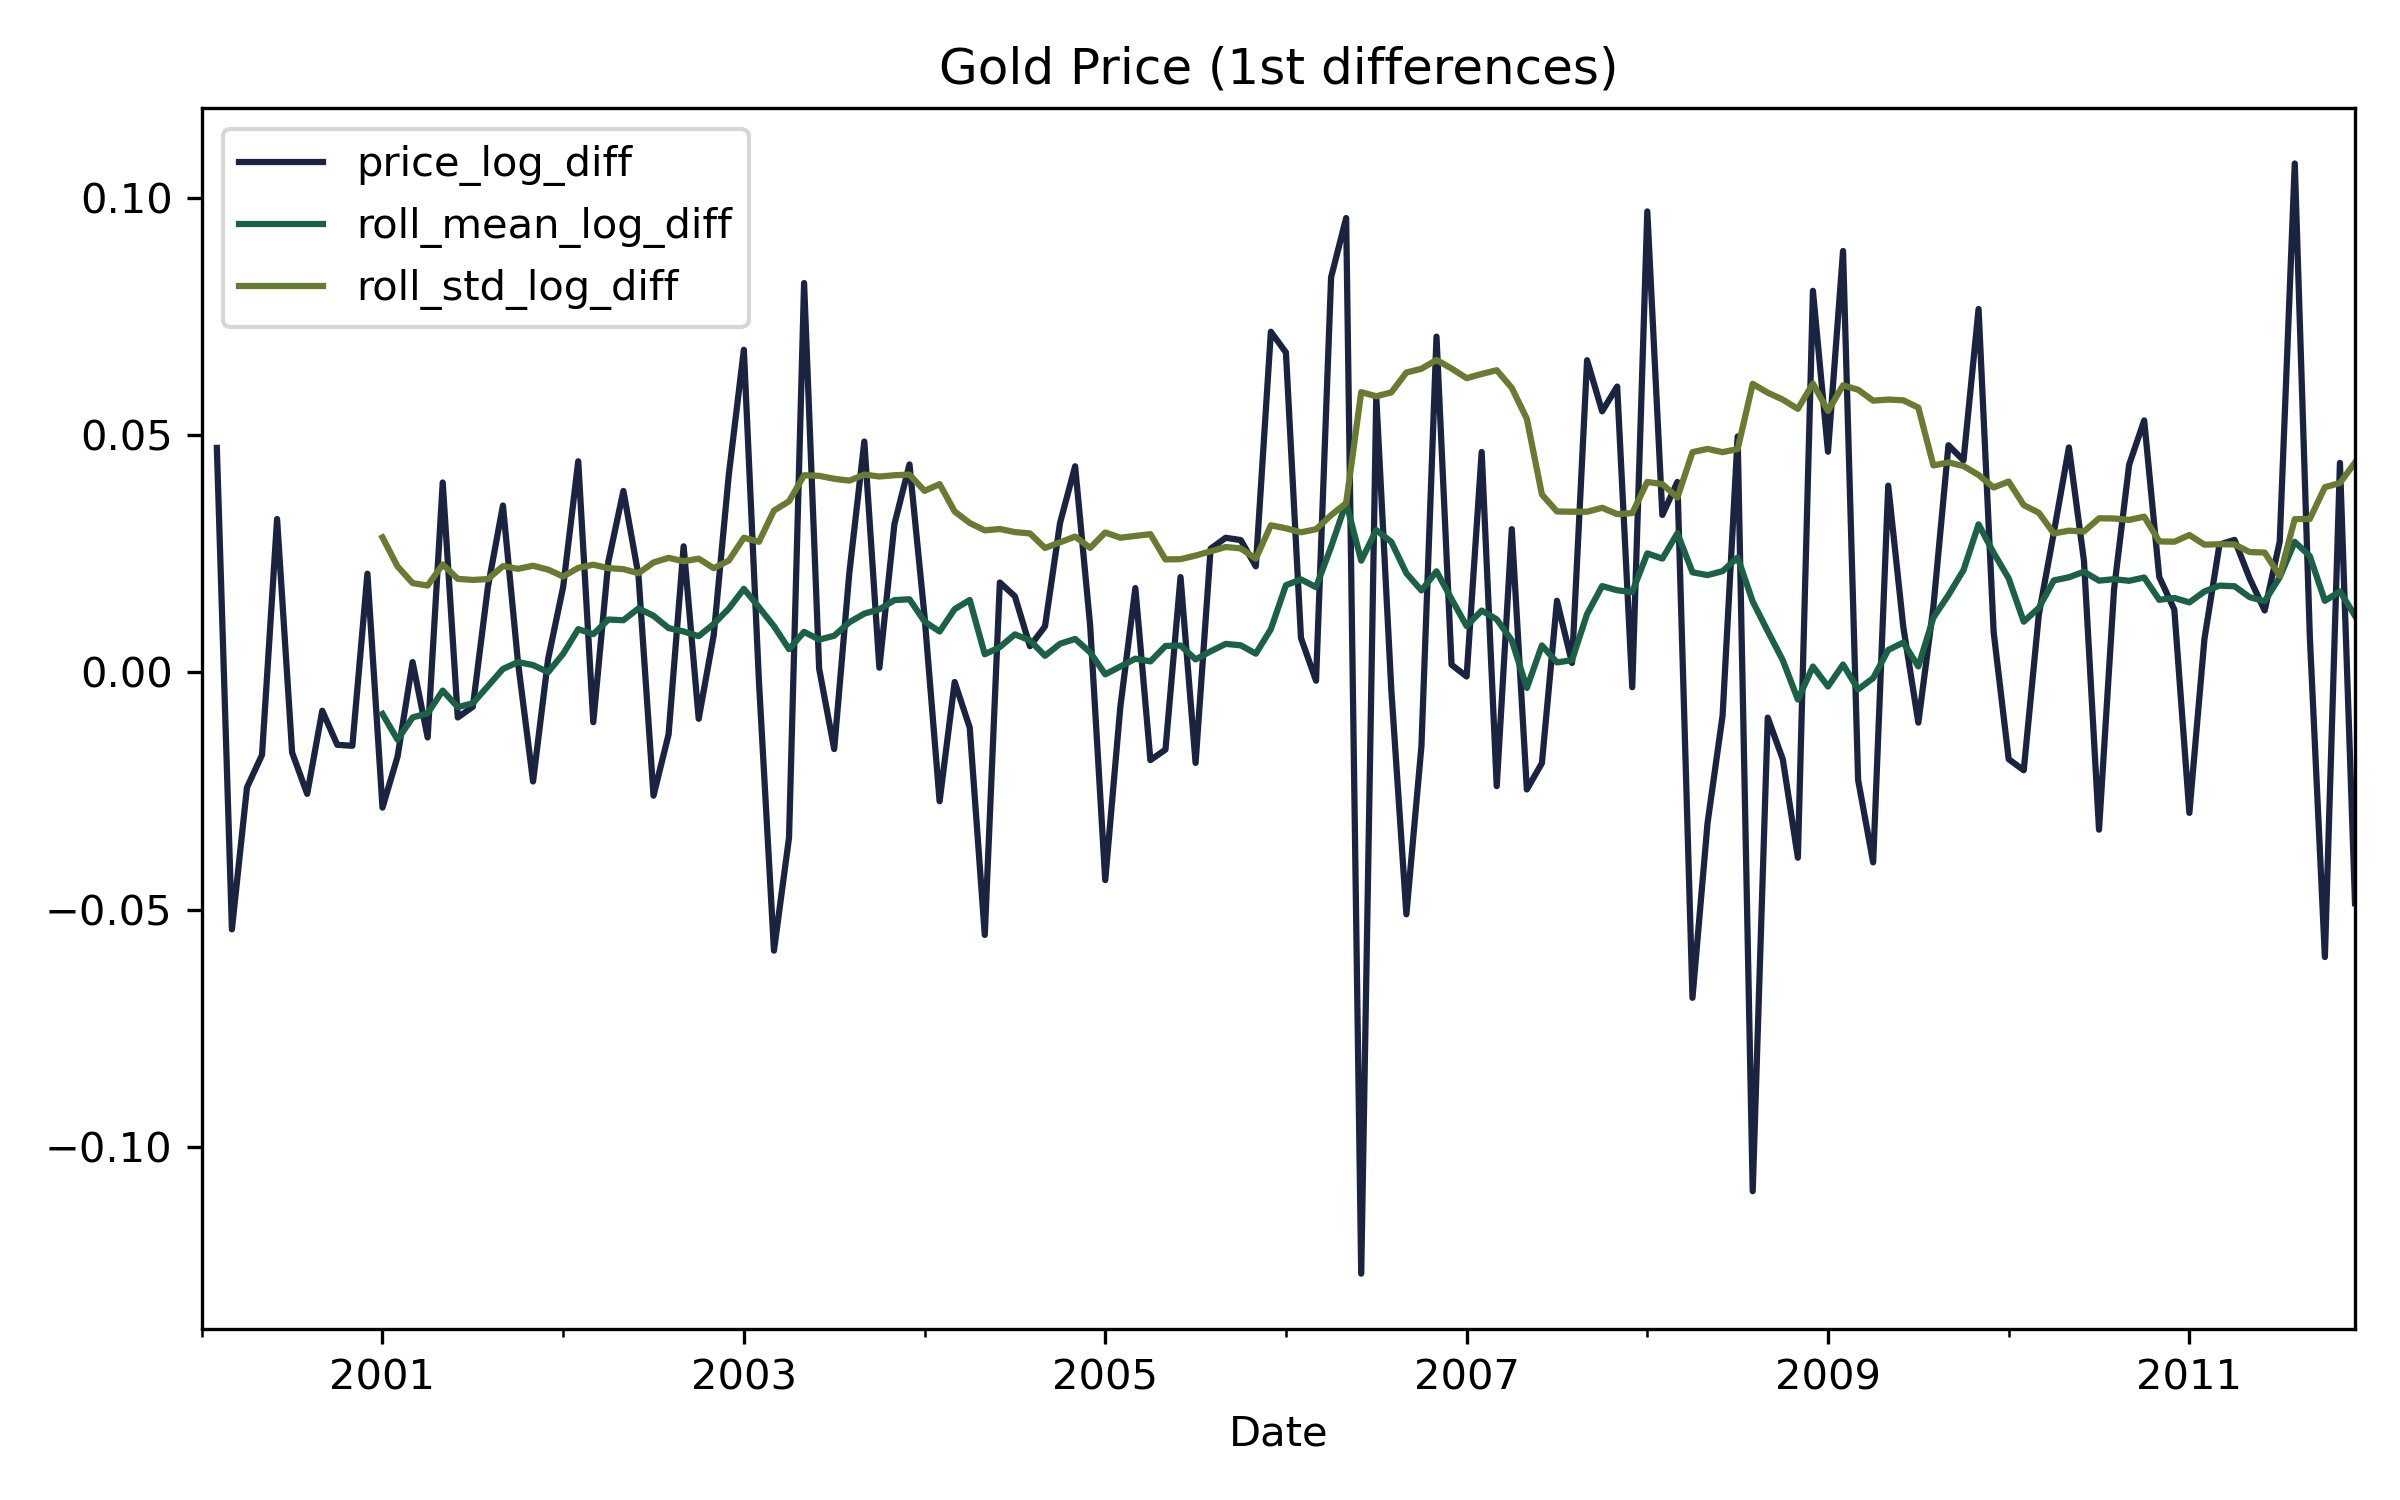 Gold Price (1st differences)
price_log_diff
roll_mean_log_diff
roll_std_log_diff
0.10
0.05
0.00
−0.05
−0.10
2001 2003 2005 2007 2009 2011
Date